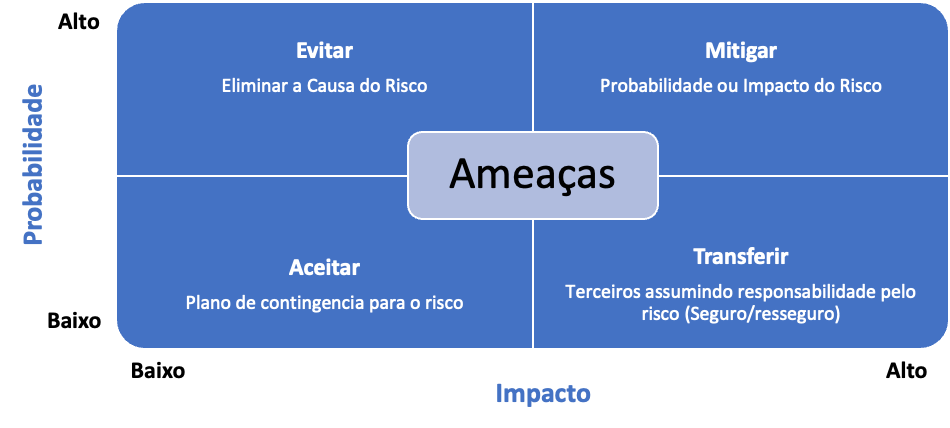 Alto
Probabilidade
Baixo
Evitar
Eliminar a Causa do Risco
Mitigar
Probabilidade ou Impacto do Risco
Ameaças
Aceitar
Plano de contingencia para o risco
Transferir
Terceiros assumindo responsabilidade pelo
risco (Seguro/resseguro)
Baixo
Impacto
Alto